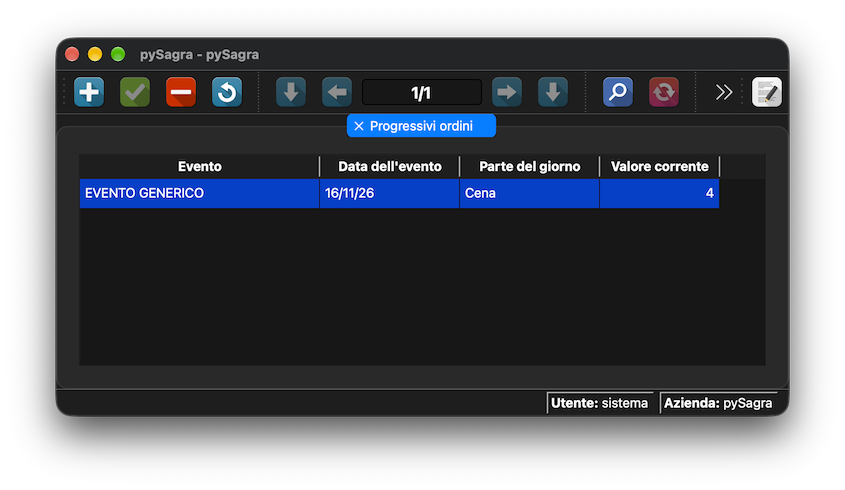 pySagra - pySagra
1/1
Progressivi ordini
Evento Data dell'evento Parte del giorno Valore corrente
EVENTO GENERICO 16/11/26 Cena 4
Utente: sistema Azienda: pySagra